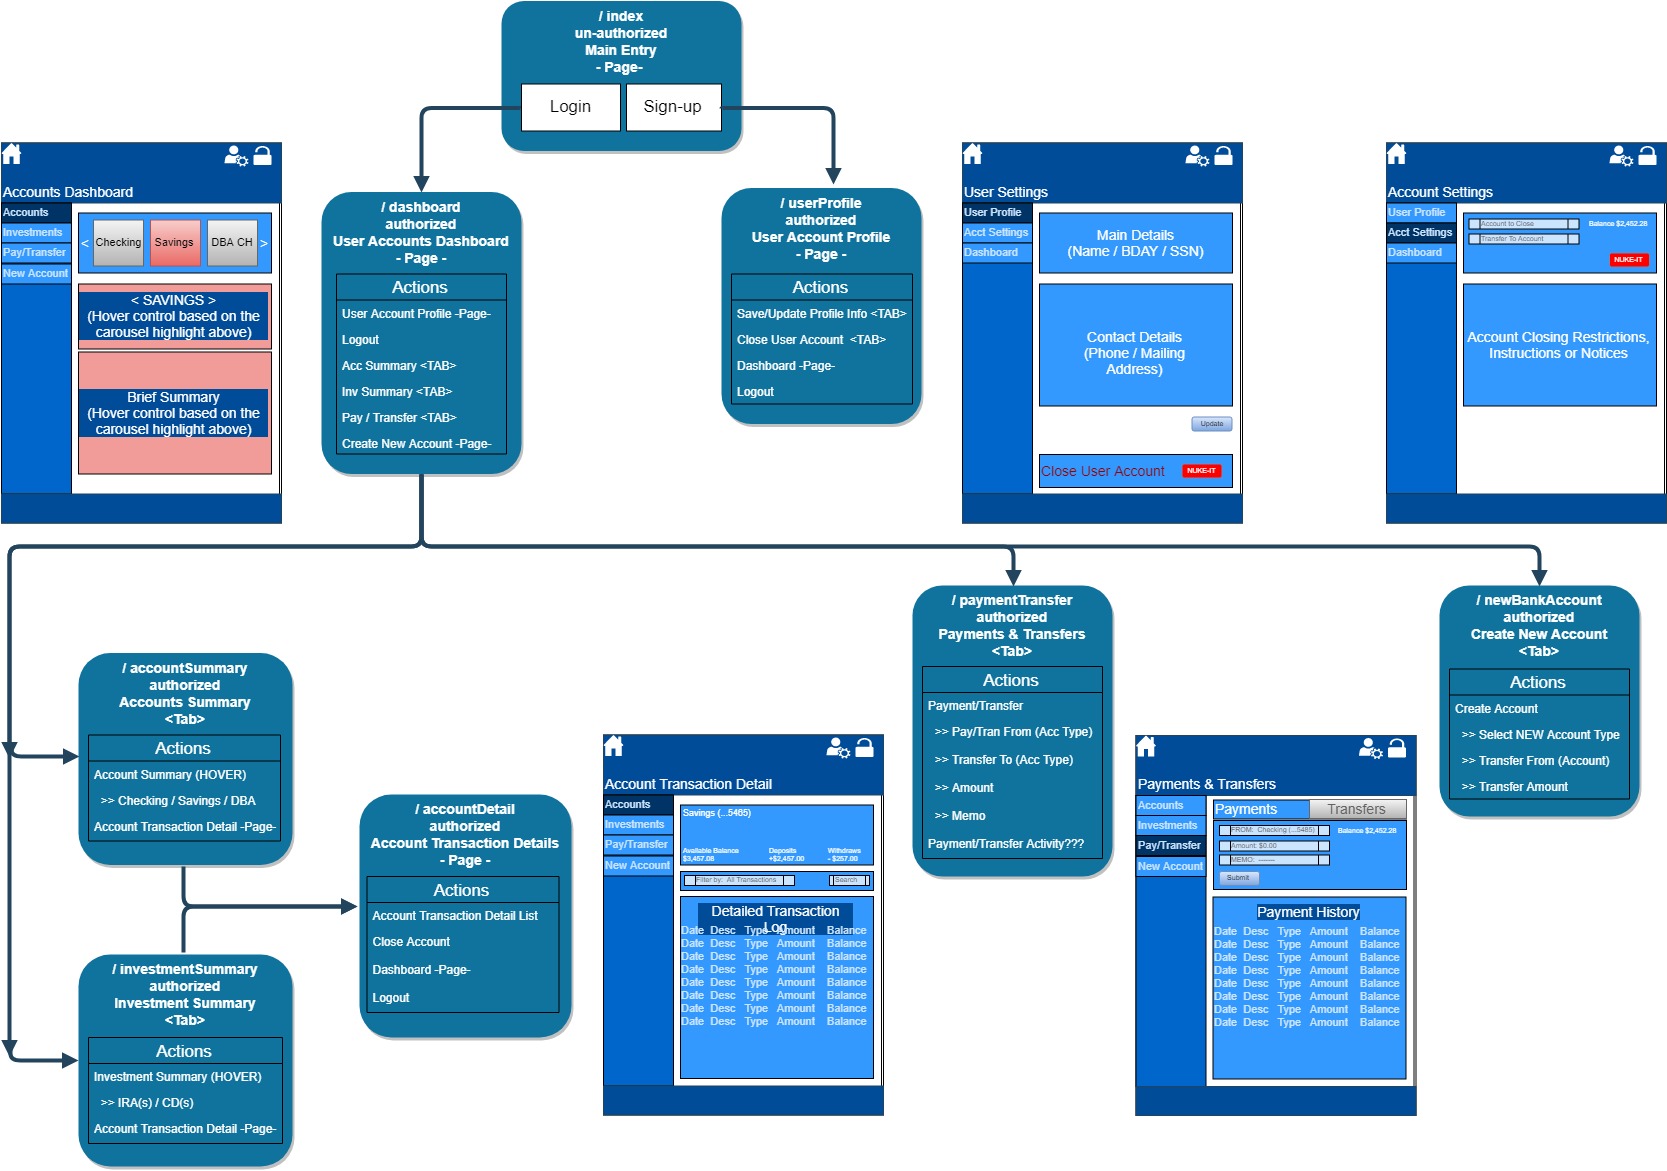 / index
un-authorized
Main Entry
- Page-
Login
Sign-up
Accounts Dashboard
Accounts
Investments
Pay/Transfer
New Account
< Checking Savings DBA CH >
< SAVINGS >
(Hover control based on the
carousel highlight above)
Brief Summary
(Hover control based on the
carousel highlight above)
/ dashboard
authorized
User Accounts Dashboard
- Page -
Actions
User Account Profile -Page-
Logout
Acc Summary <TAB>
Inv Summary <TAB>
Pay / Transfer <TAB>
Create New Account -Page-
/ userProfile
authorized
User Account Profile
- Page -
Actions
Save/Update Profile Info <TAB>
Close User Account <TAB>
Dashboard -Page-
Logout
User Settings
User Profile
Acct Settings
Dashboard
Main Details
(Name / BDAY / SSN)
Contact Details
(Phone / Mailing
Address)
Update
Close User Account
NUKE-IT
Account Settings
User Profile
Acct Settings
Dashboard
Account to Close
Balance $2,452.28
Transfer To Account
NUKE-IT
Account Closing Restrictions,
Instructions or Notices
/ accountSummary
authorized
Accounts Summary
<Tab>
Actions
Account Summary (HOVER)
>> Checking / Savings / DBA
Account Transaction Detail -Page-
/ investmentSummary
authorized
Investment Summary
<Tab>
Actions
Investment Summary (HOVER)
>> IRA(s) / CD(s)
Account Transaction Detail -Page-
/ accountDetail
authorized
Account Transaction Details
- Page -
Actions
Account Transaction Detail List
Close Account
Dashboard -Page-
Logout
Account Transaction Detail
Accounts
Investments
Pay/Transfer
New Account
Savings (...5465)
Available Balance Deposits Withdraws
$3,457.08 +$2,457.00 - $257.00
Filter by: All Transactions
Search
Detailed Transaction
Log
Date Desc Type Amount Balance
Date Desc Type Amount Balance
Date Desc Type Amount Balance
Date Desc Type Amount Balance
Date Desc Type Amount Balance
Date Desc Type Amount Balance
Date Desc Type Amount Balance
Date Desc Type Amount Balance
/ paymentTransfer
authorized
Payments & Transfers
<Tab>
Actions
Payment/Transfer
>> Pay/Tran From (Acc Type)
>> Transfer To (Acc Type)
>> Amount
>> Memo
Payment/Transfer Activity???
Payments & Transfers
Accounts
Investments
Pay/Transfer
New Account
Payments
Transfers
FROM: Checking (...5485)
Balance $2,452.28
Amount: $0.00
MEMO: -------
Submit
Payment History
Date Desc Type Amount Balance
Date Desc Type Amount Balance
Date Desc Type Amount Balance
Date Desc Type Amount Balance
Date Desc Type Amount Balance
Date Desc Type Amount Balance
Date Desc Type Amount Balance
Date Desc Type Amount Balance
/ newBankAccount
authorized
Create New Account
<Tab>
Actions
Create Account
>> Select NEW Account Type
>> Transfer From (Account)
>> Transfer Amount